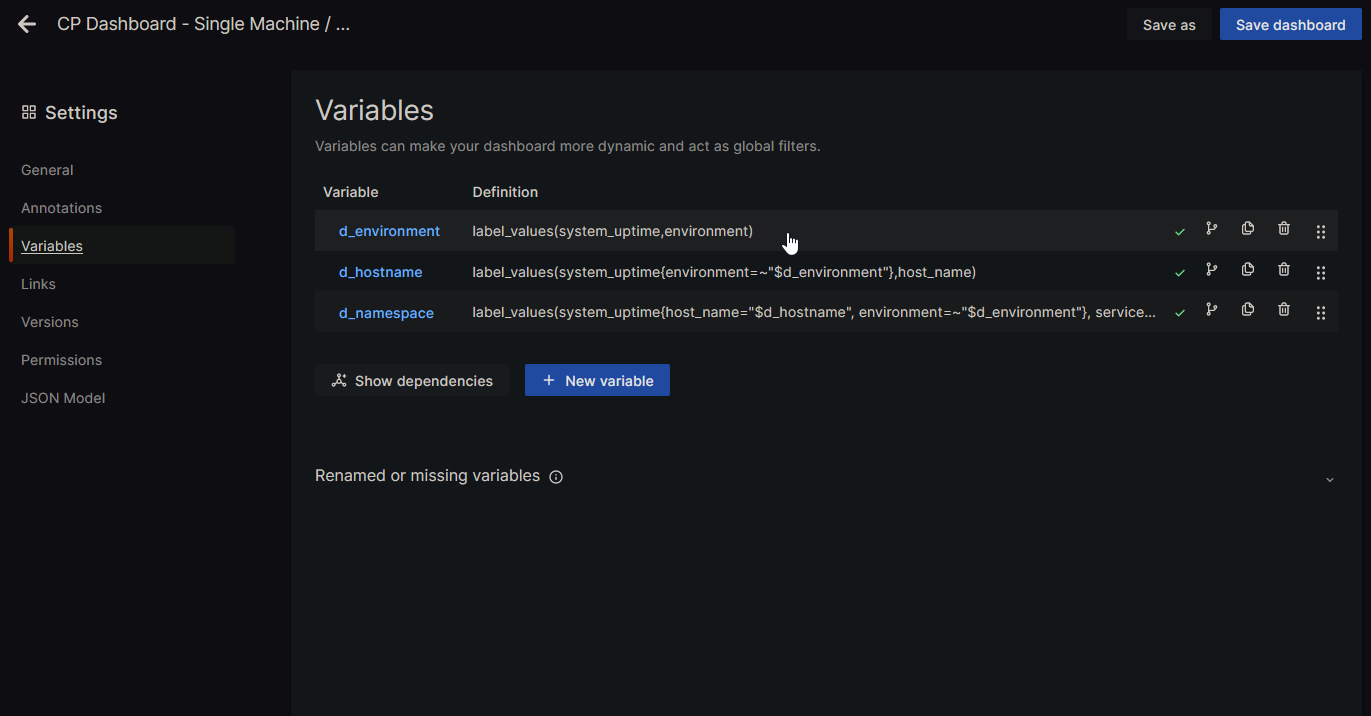 CP Dashboard - Single Machine / ...
Save as
Save dashboard
Settings
General
Annotations
Variables
Links
Versions
Permissions
JSON Model
Variables
Variables can make your dashboard more dynamic and act as global filters.
Variable Definition
d_environment label_values(system_uptime,environment)
d_hostname label_values(system_uptime{environment=~"$d_environment"},host_name)
d_namespace label_values(system_uptime{host_name="$d_hostname", environment=~"$d_environment"}, service...
Show dependencies
+ New variable
Renamed or missing variables